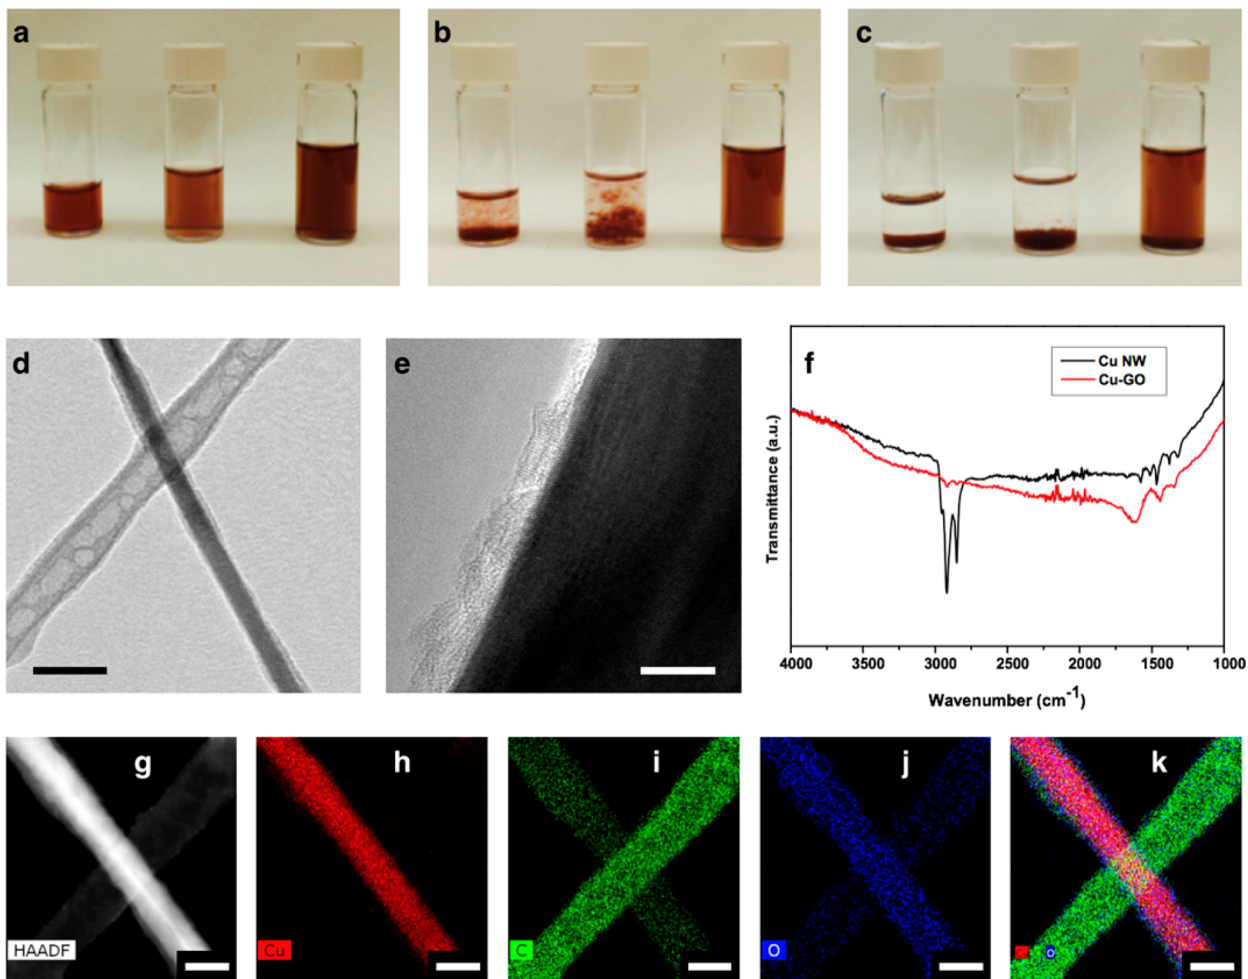 a
b
c
d
e
f
Cu NW
Cu-GO
Transmittance (a.u.)
4000 3500 3000 2500 2000 1500 1000
Wavenumber (cm-1)
g
h
i
j
k
HAADF
Cu
C
O
O